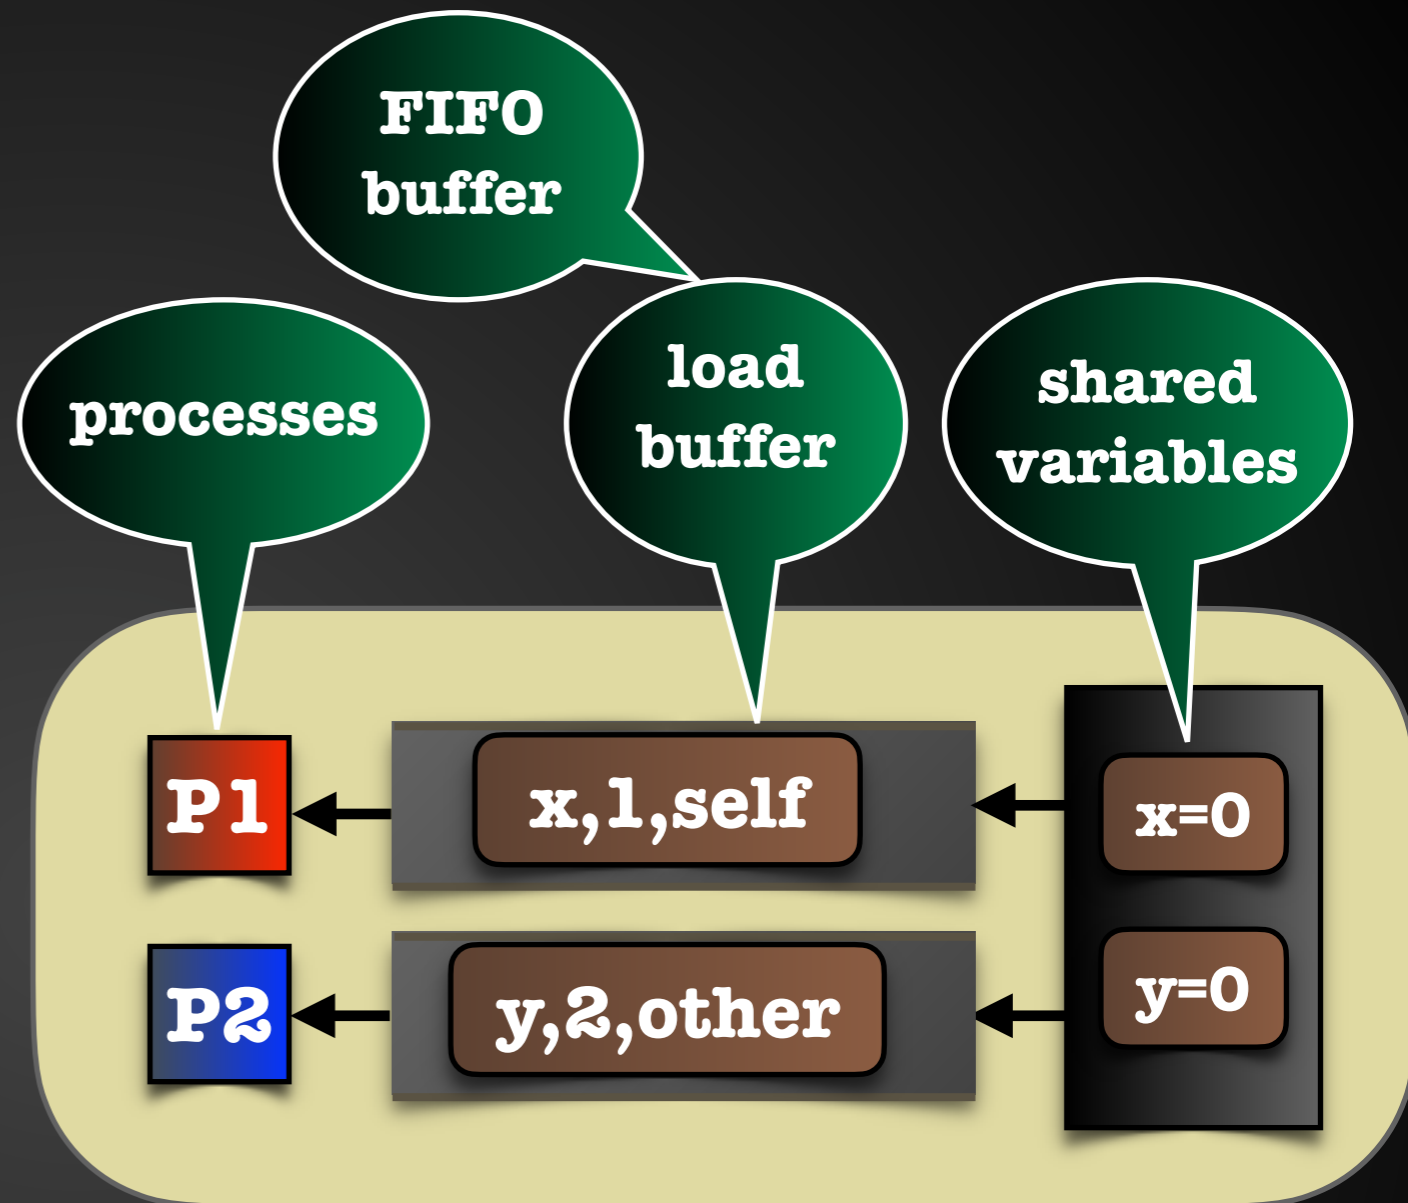 FIFO
buffer
processes
load
buffer
shared
variables
P1
x,1,self
x=0
P2
y,2,other
y=0